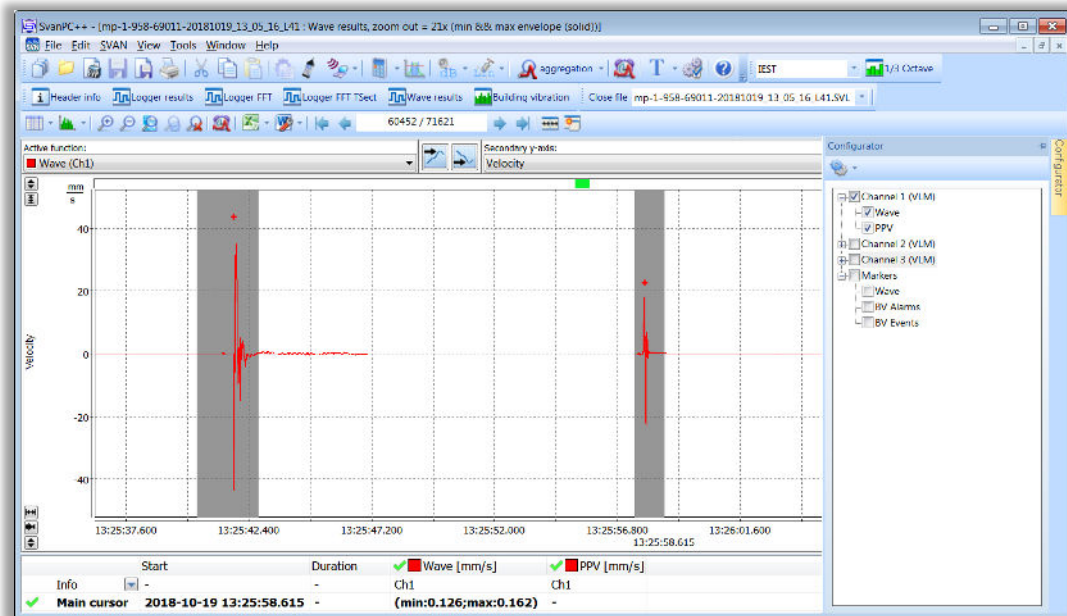 SvanPC++ - [mp-1-958-69011-20181019_13_05_16_L41 : Wave results, zoom out = 21x (min && max envelope (solid))]
File Edit SVAN View Tools Window Help
aggregation T IEST 1/3 Octave
Header info Logger results Logger FFT Logger FFT TSect Wave results Building vibration Close file mp-1-958-69011-20181019_13_05_16_L41.SVL
60452 / 71621
Active function: Secondary y-axis: Configurator
Wave (Ch1) Velocity
Configurator
mm
s
Channel 1 (VLM)
Wave
PPV
Channel 2 (VLM)
Channel 3 (VLM)
Markers
Wave
BV Alarms
BV Events
40
20
0
-20
-40
Velocity
13:25:37.600 13:25:42.400 13:25:47.200 13:25:52.000 13:25:56.800 13:26:01.600
13:25:58.615
Start Duration Wave [mm/s] PPV [mm/s]
Info - - Ch1 Ch1
Main cursor 2018-10-19 13:25:58.615 - (min:0.126;max:0.162) -